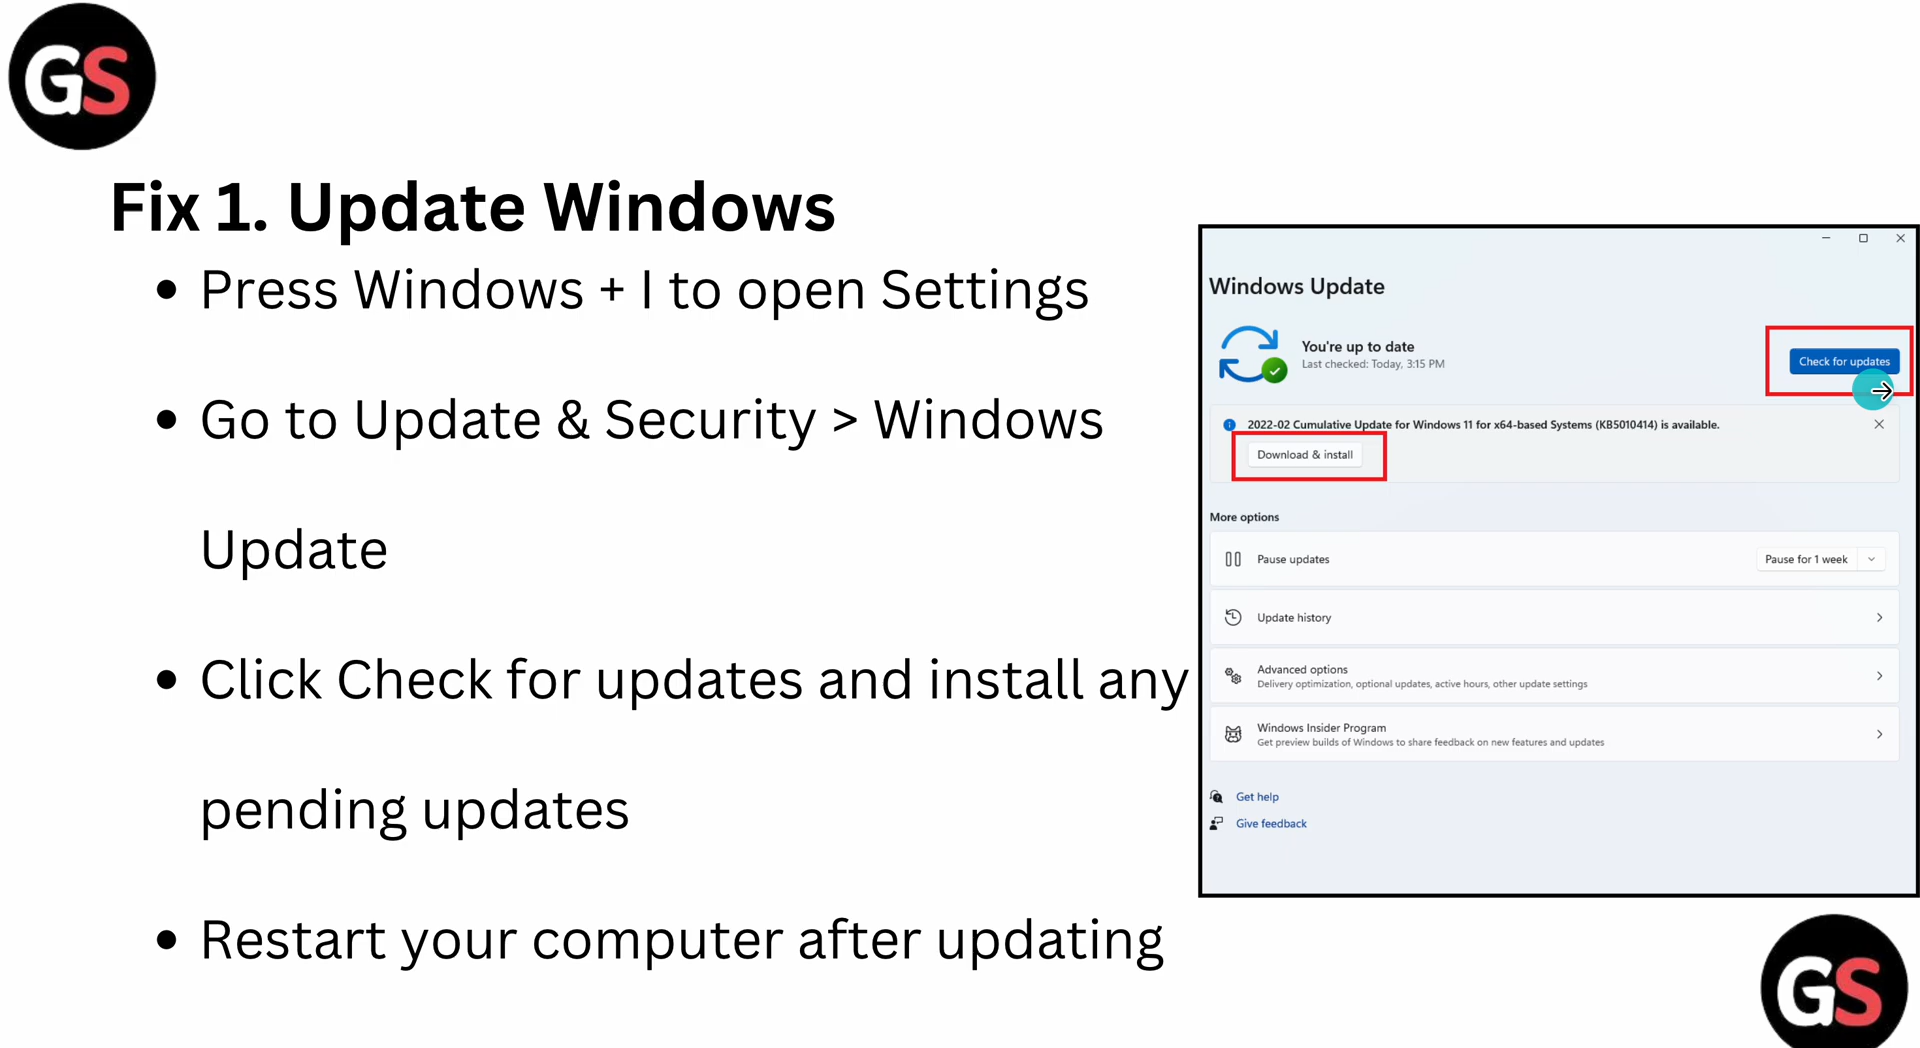 GS
Fix 1. Update Windows
Press Windows + I to open Settings
Go to Update & Security > Windows
Update
Click Check for updates and install any
pending updates
Restart your computer after updating
Windows Update
You're up to date
Last checked: Today, 3:15 PM
Check for updates
2022-02 Cumulative Update for Windows 11 for x64-based Systems (KB5010414) is available.
Download & install
More options
Pause updates
Pause for 1 week
Update history
Advanced options
Delivery optimization, optional updates, active hours, other update settings
Windows Insider Program
Get preview builds of Windows to share feedback on new features and updates
Get help
Give feedback
GS